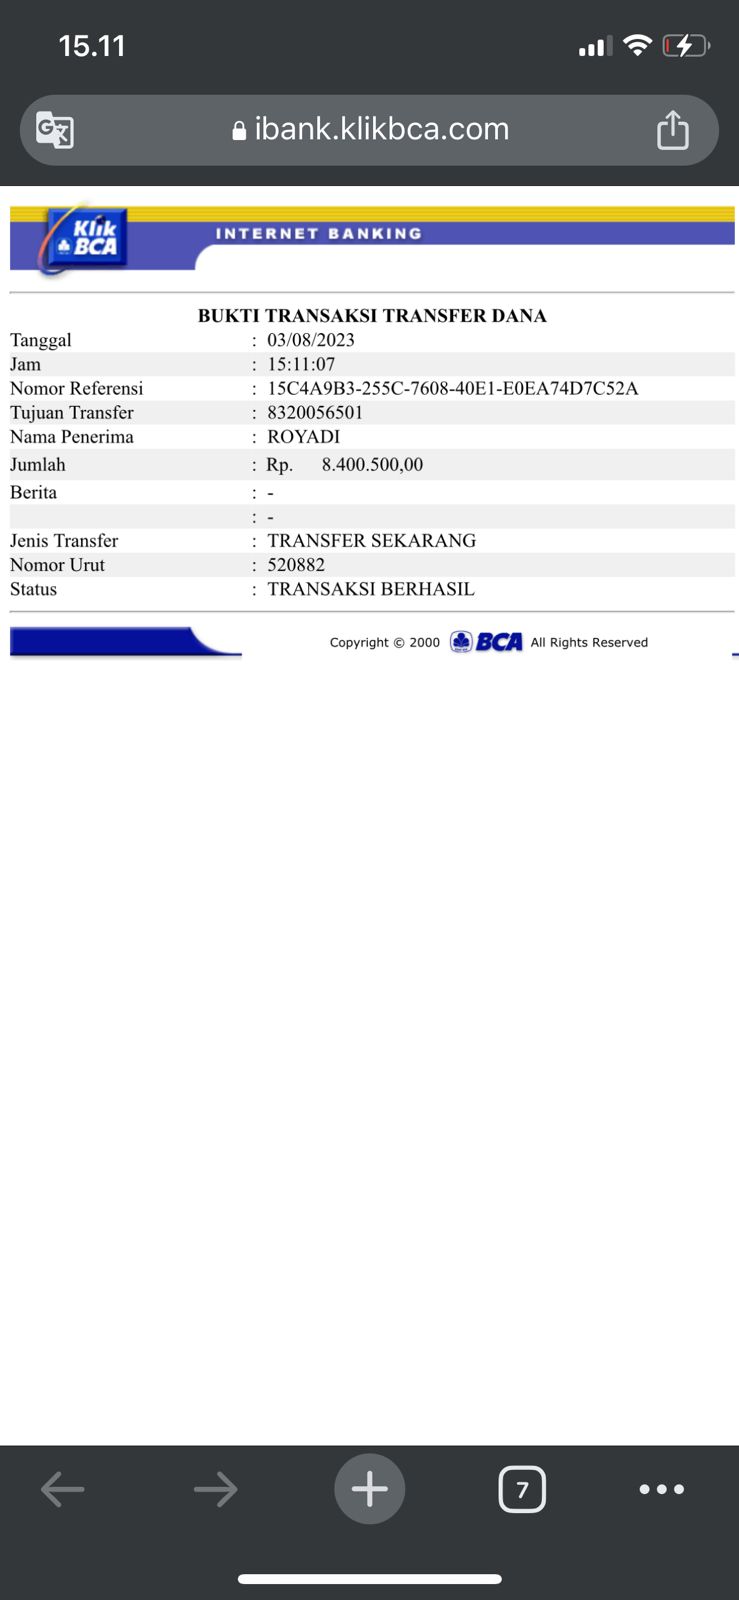 15.11
ibank.klikbca.com
Klik
BCA
INTERNET BANKING
BUKTI TRANSAKSI TRANSFER DANA
Tanggal : 03/08/2023
Jam : 15:11:07
Nomor Referensi : 15C4A9B3-255C-7608-40E1-E0EA74D7C52A
Tujuan Transfer : 8320056501
Nama Penerima : ROYADI
Jumlah : Rp. 8.400.500,00
Berita : -
: -
Jenis Transfer : TRANSFER SEKARANG
Nomor Urut : 520882
Status : TRANSAKSI BERHASIL
Copyright © 2000 BCA All Rights Reserved
7